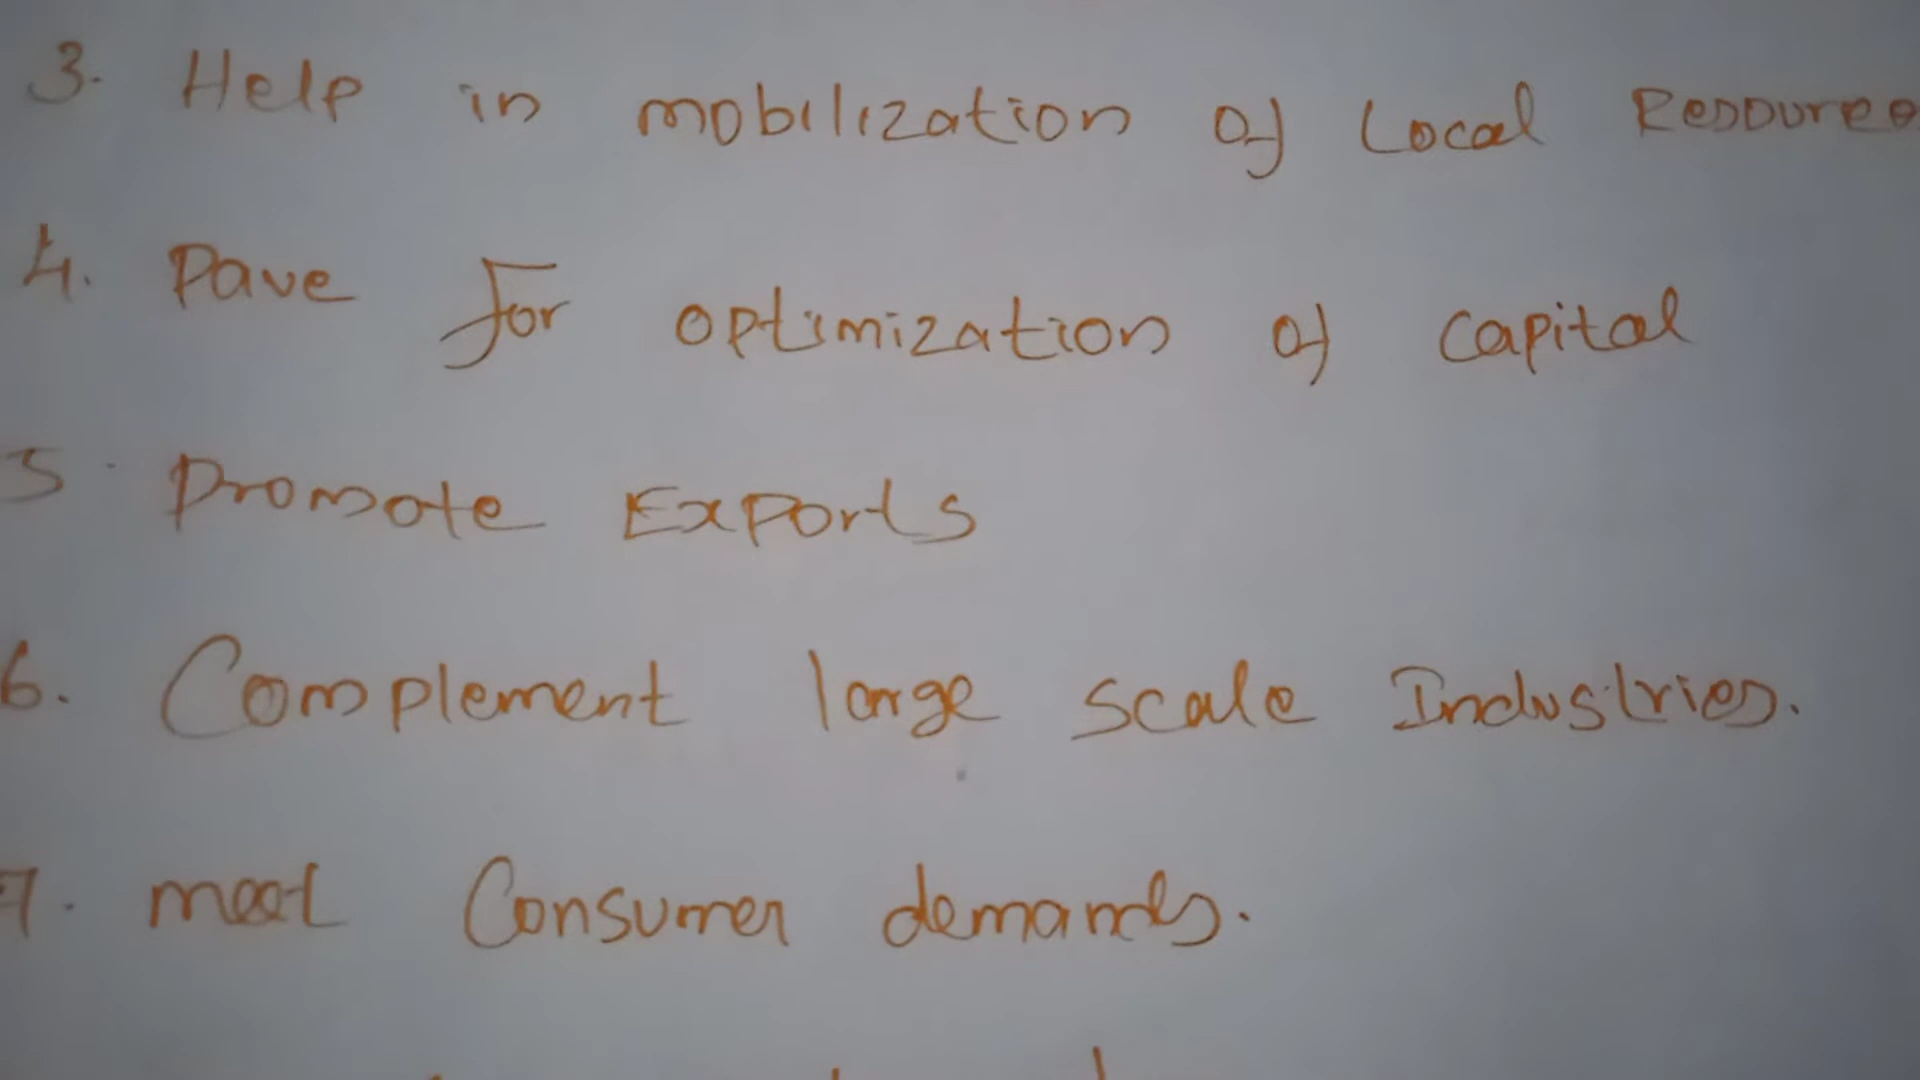 3. Help in mobilization of Local Resource
4. Pave for optimization of capital
5. Promote Exports
6. Complement large scale Industries.
7. meet Consumer demands.